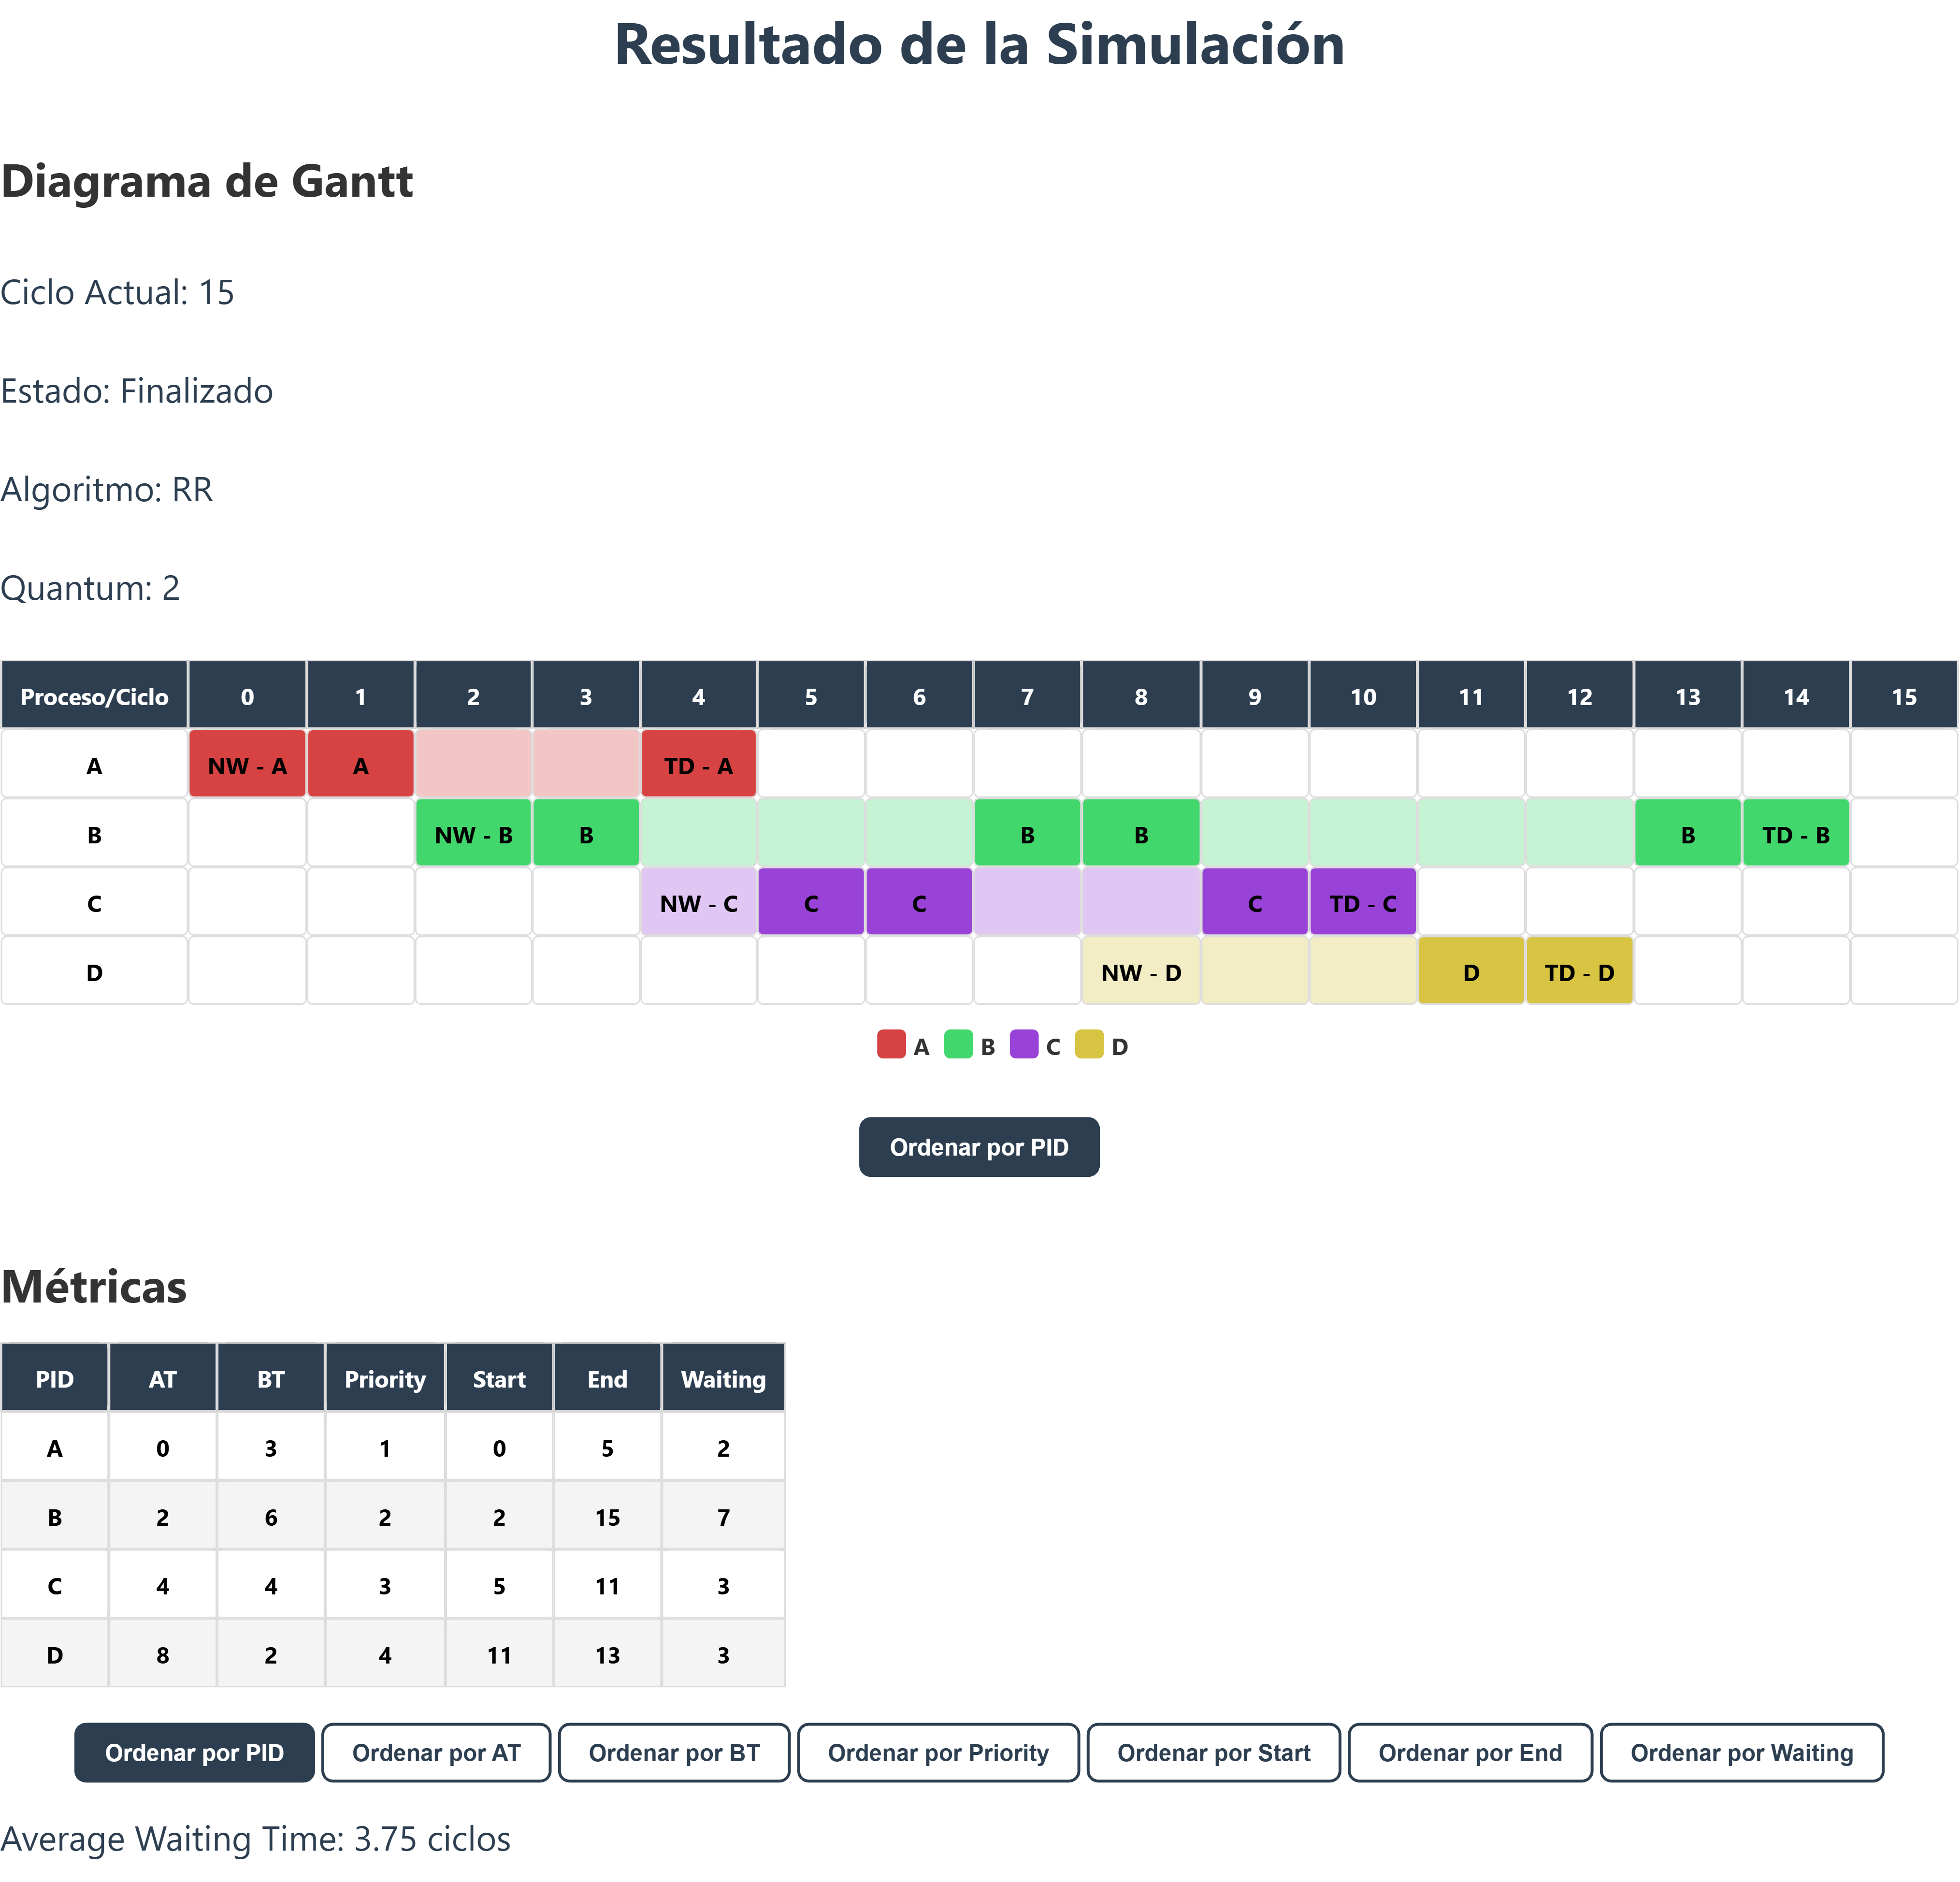 Resultado de la Simulación
Diagrama de Gantt
Ciclo Actual: 15
Estado: Finalizado
Algoritmo: RR
Quantum: 2
Proceso/Ciclo 0 1 2 3 4 5 6 7 8 9 10 11 12 13 14 15
A NW - A A TD - A
B NW - B B B B B TD - B
C NW - C C C C TD - C
D NW - D D TD - D
A B C D
Ordenar por PID
Métricas
PID AT BT Priority Start End Waiting
A 0 3 1 0 5 2
B 2 6 2 2 15 7
C 4 4 3 5 11 3
D 8 2 4 11 13 3
Ordenar por PID Ordenar por AT Ordenar por BT Ordenar por Priority Ordenar por Start Ordenar por End Ordenar por Waiting
Average Waiting Time: 3.75 ciclos